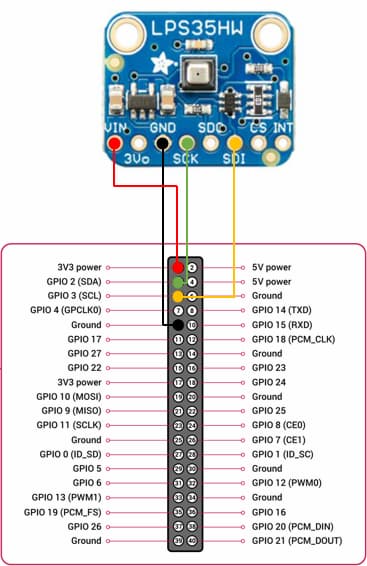 LPS35HW
VIN GND SDO CS INT
3Vo SCK SDI
3V3 power 2 5V power
GPIO 2 (SDA) 4 5V power
GPIO 3 (SCL) Ground
GPIO 4 (GPCLK0) 7 8 GPIO 14 (TXD)
Ground 10 GPIO 15 (RXD)
GPIO 17 11 12 GPIO 18 (PCM_CLK)
GPIO 27 13 14 Ground
GPIO 22 15 16 GPIO 23
3V3 power 17 18 GPIO 24
GPIO 10 (MOSI) 19 20 Ground
GPIO 9 (MISO) 21 22 GPIO 25
GPIO 11 (SCLK) 23 24 GPIO 8 (CE0)
Ground 25 26 GPIO 7 (CE1)
GPIO 0 (ID_SD) 27 28 GPIO 1 (ID_SC)
GPIO 5 29 30 Ground
GPIO 6 31 32 GPIO 12 (PWM0)
GPIO 13 (PWM1) 33 34 Ground
GPIO 19 (PCM_FS) 35 36 GPIO 16
GPIO 26 37 38 GPIO 20 (PCM_DIN)
Ground 39 40 GPIO 21 (PCM_DOUT)